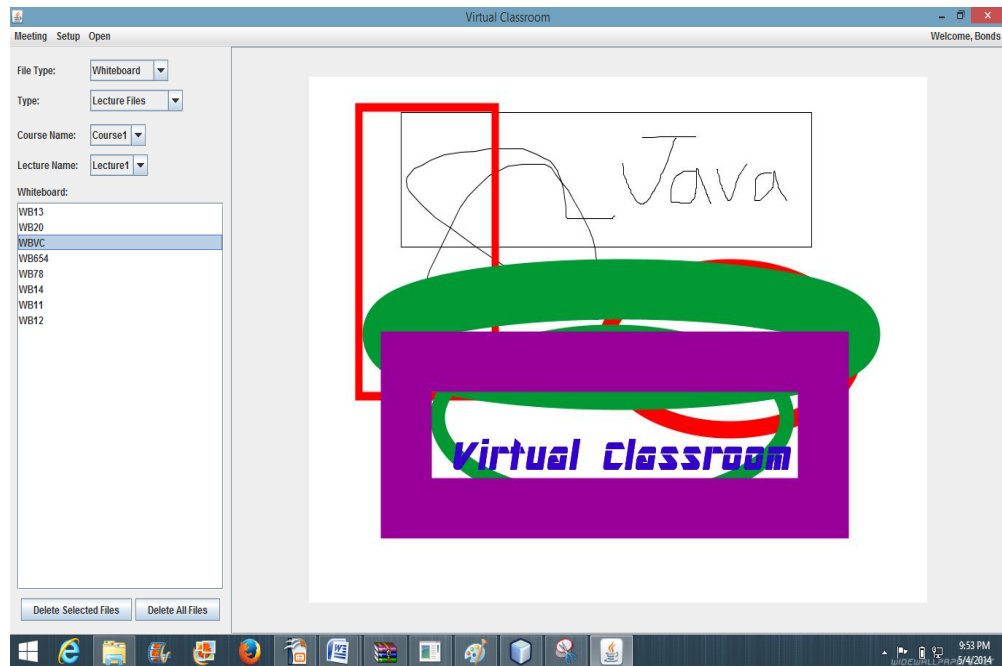 Virtual Classroom
Meeting Setup Open Welcome, Bonds
File Type: Whiteboard
Type: Lecture Files
Course Name: Course1
Lecture Name: Lecture1
Whiteboard:
WB13
WB20
WBVC
WB654
WB78
WB14
WB11
WB12
Delete Selected Files Delete All Files
Java
Virtual Classroom
9:53 PM
5/4/2014